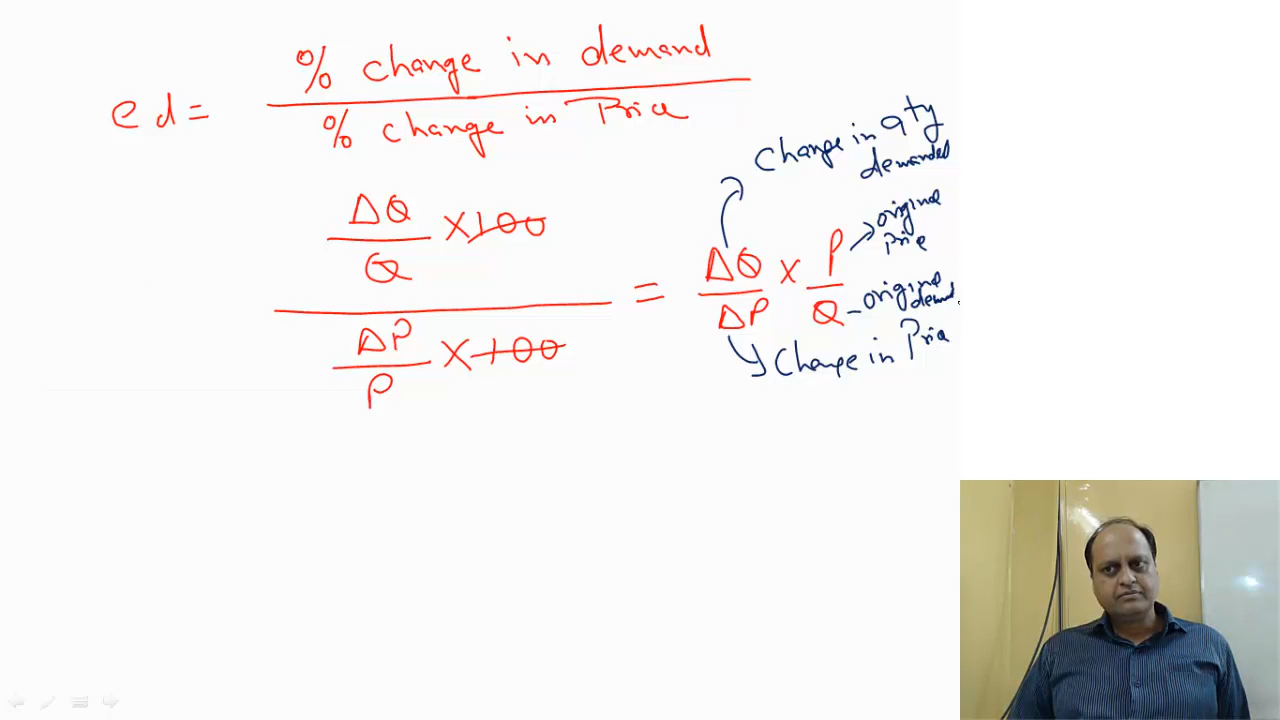 ed = % change in demand
% change in Price
ΔQ
Q
×100
ΔP
P
×100
= ΔQ × P
ΔP Q
Change in qty
demanded
original
price
original
demand
Change in Price